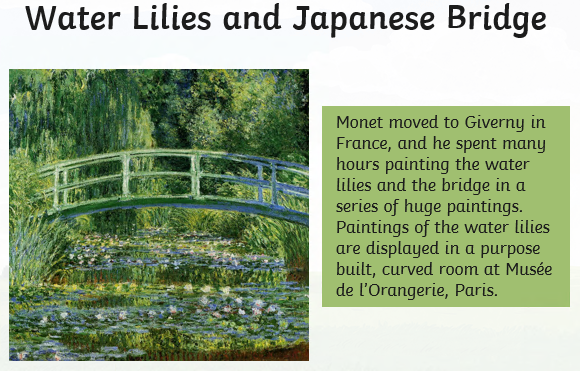 Water Lilies and Japanese Bridge
Monet moved to Giverny in
France, and he spent many
hours painting the water
lilies and the bridge in a
series of huge paintings.
Paintings of the water lilies
are displayed in a purpose
built, curved room at Musée
de l’Orangerie, Paris.